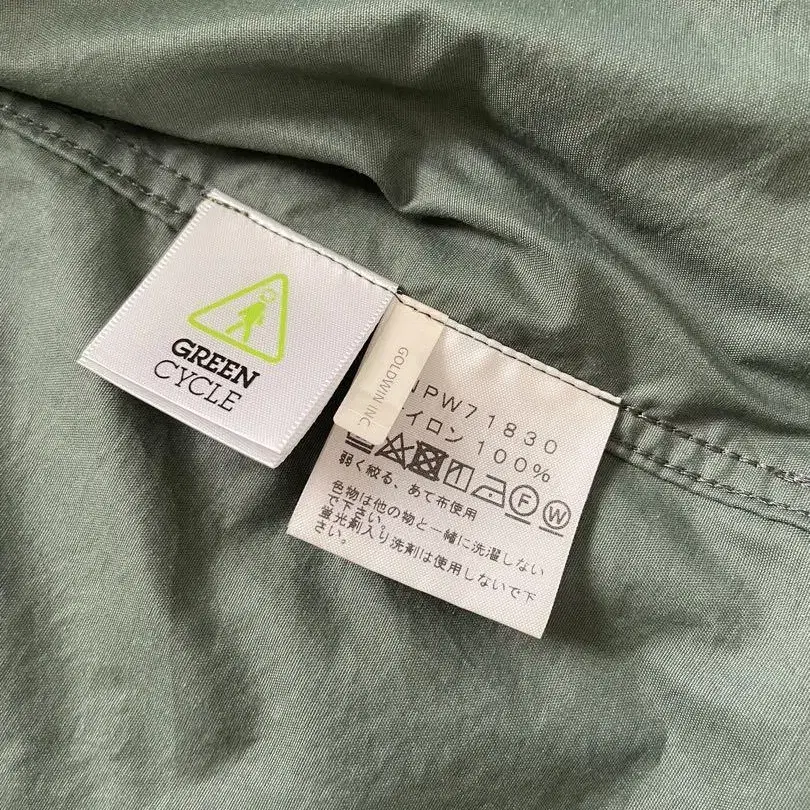 GREEN
CYCLE
GOLDWIN INC
PW71830
イロン 100%
F W
弱く絞る、あて布使用
色物は他の物と一緒に洗濯しない
で下さい。
蛍光剤入り洗剤は使用しないで下
さい。